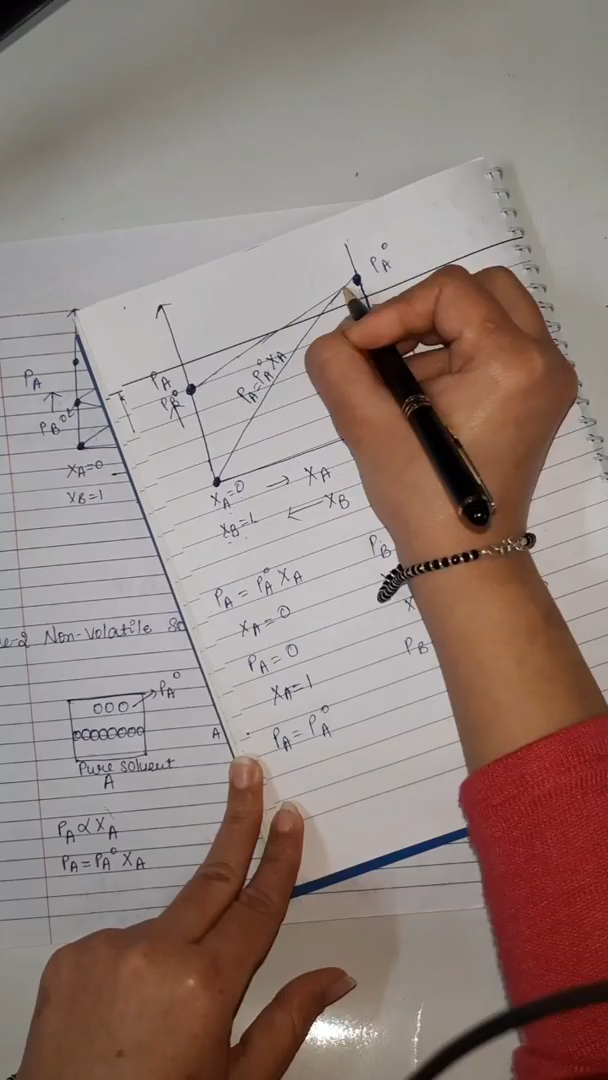 P_A
P_B°
X_A=0
X_B=1
Non-volatile
P_A°
Pure solvent
A
P_A ∝ X_A
P_A = P_A° X_A
P_A°
P_A
P_A = P_A° X_A
X_A=0 → X_A
X_B=1 ← X_B
P_A = P_A° X_A
X_A = 0
P_A = 0
X_A = 1
P_A = P_A°
A
P_B
P_B